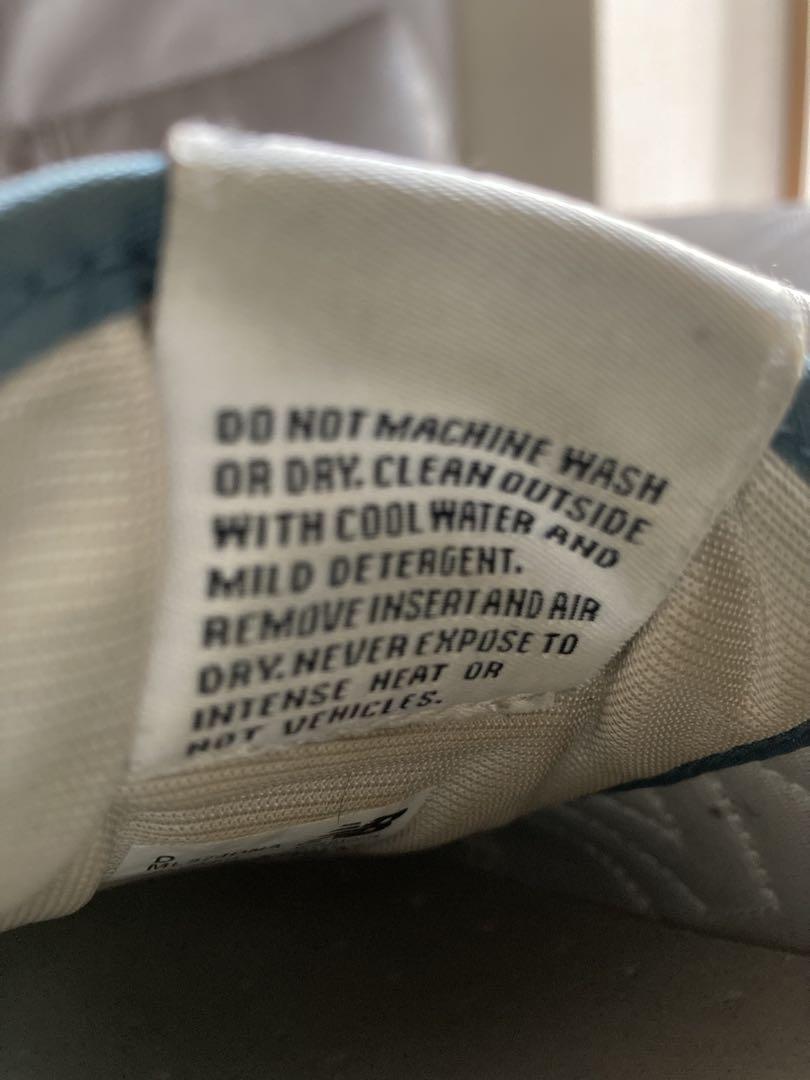 DO NOT MACHINE WASH
OR DRY. CLEAN OUTSIDE
WITH COOL WATER AND
MILD DETERGENT.
REMOVE INSERT AND AIR
DRY. NEVER EXPOSE TO
INTENSE HEAT OR
HOT VEHICLES.
D